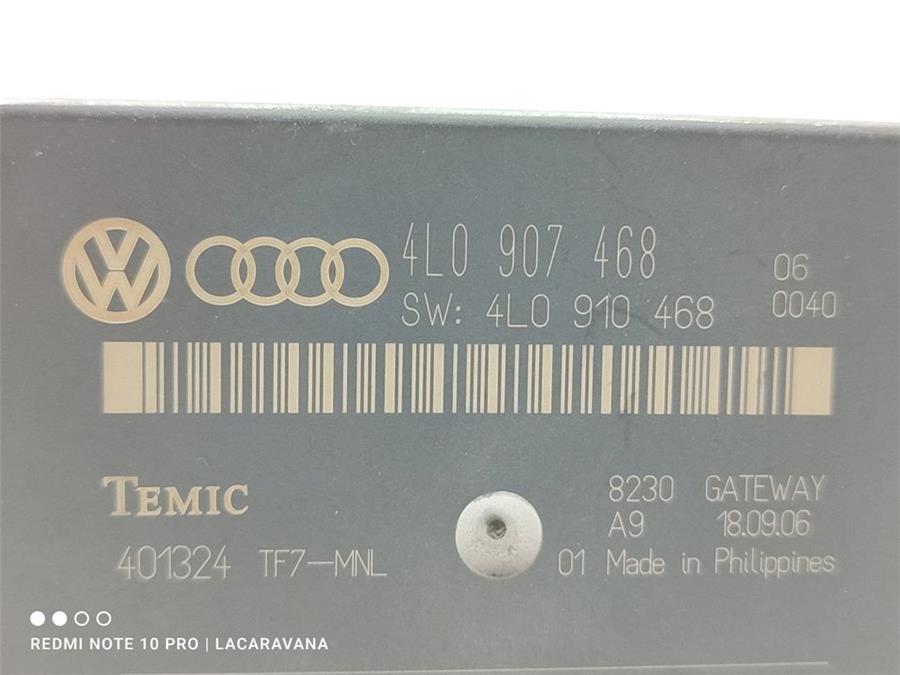 4L0 907 468
06
SW: 4L0 910 468
0040
TEMIC
8230 GATEWAY
A9 18.09.06
401324 TF7-MNL
01 Made in Philippines
REDMI NOTE 10 PRO | LACARAVANA